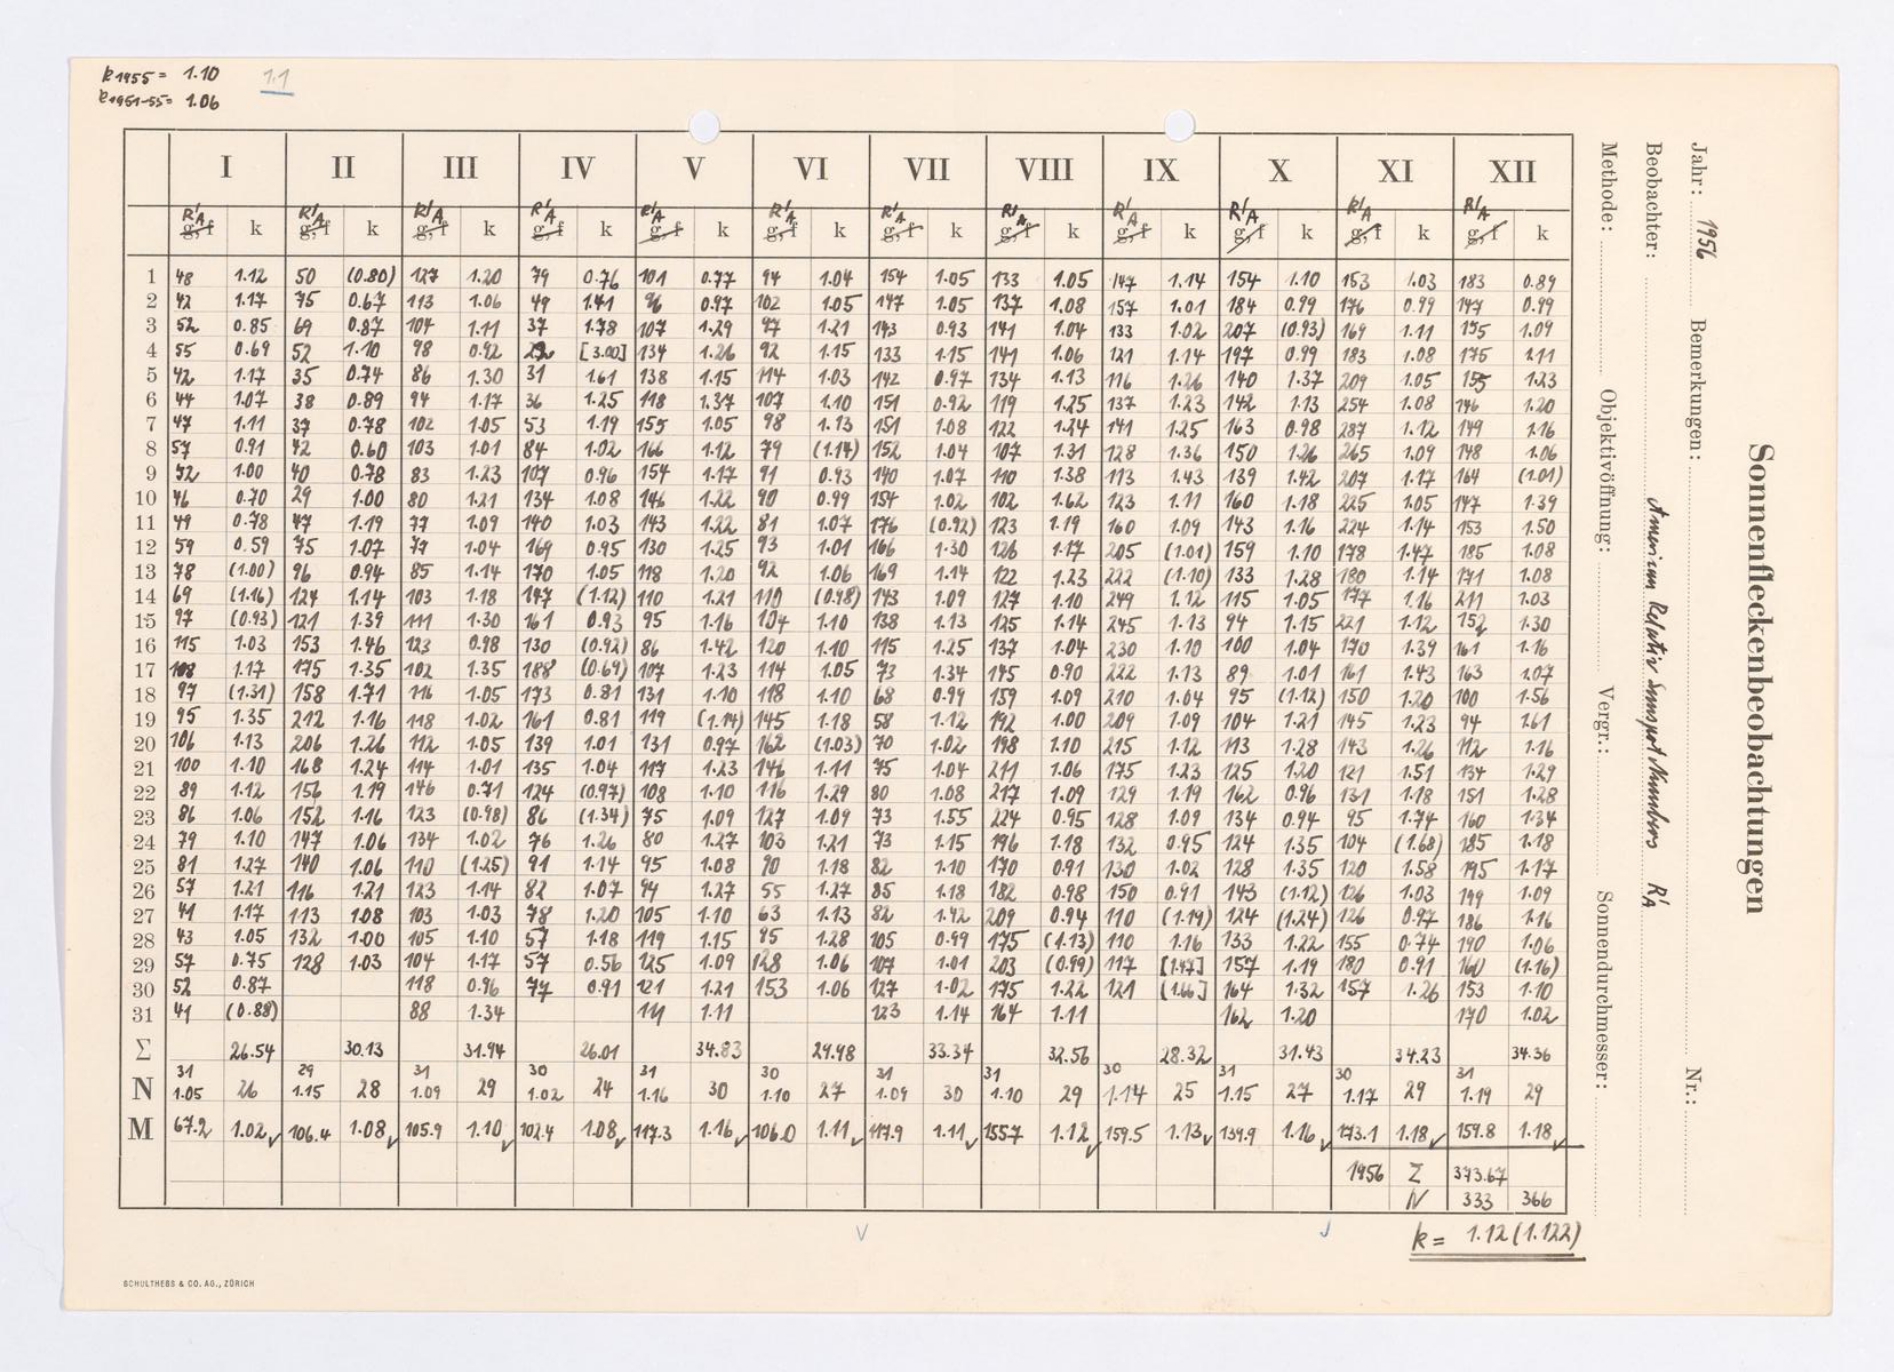 k 1955 = 1.10 1.1
k 1951-55 = 1.06
Sonnenfleckenbeobachtungen
Jahr: 1956 Bemerkungen: Nr.:
Beobachter: American Relativ Sunspot Numbers R'A
Methode: Objektivöffnung: Vergr.: Sonnendurchmesser:
I II III IV V VI VII VIII IX X XI XII
R'A R'A R'A R'A R'A R'A R'A R'A R'A R'A R'A R'A
g, f k g, f k g, f k g, f k g, f k g, f k g, f k g, f k g, f k g, f k g, f k g, f k
1 48 1.12 50 (0.80) 127 1.20 79 0.76 101 0.77 94 1.04 154 1.05 133 1.05 147 1.14 154 1.10 153 1.03 183 0.89
2 42 1.17 75 0.67 113 1.06 49 1.41 96 0.97 102 1.05 147 1.05 137 1.08 157 1.01 184 0.99 176 0.99 147 0.99
3 52 0.85 69 0.87 104 1.11 37 1.78 107 1.29 97 1.21 143 0.93 141 1.04 133 1.02 207 (0.93) 169 1.11 155 1.09
4 55 0.69 52 1.10 98 0.92 [3.00] 134 1.26 92 1.15 133 1.15 141 1.06 121 1.14 197 0.99 183 1.08 175 1.11
5 42 1.17 35 0.74 86 1.30 31 1.61 138 1.15 114 1.03 142 0.97 134 1.13 116 1.26 140 1.37 209 1.05 155 1.23
6 44 1.07 38 0.89 94 1.17 36 1.25 118 1.37 107 1.10 151 0.92 119 1.25 137 1.23 142 1.13 254 1.08 146 1.20
7 47 1.11 37 0.78 102 1.05 53 1.19 155 1.05 98 1.13 151 1.08 122 1.24 141 1.25 163 0.98 287 1.12 149 1.16
8 57 0.91 42 0.60 103 1.01 84 1.02 166 1.12 79 (1.14) 152 1.04 107 1.31 128 1.36 150 1.26 265 1.09 148 1.06
9 52 1.00 40 0.78 83 1.23 107 0.96 154 1.17 91 0.93 140 1.07 110 1.38 113 1.43 139 1.42 207 1.17 164 (1.01)
10 46 0.70 29 1.00 80 1.21 134 1.08 146 1.22 90 0.99 154 1.02 102 1.62 123 1.11 160 1.18 225 1.05 147 1.39
11 49 0.78 47 1.19 77 1.09 140 1.03 143 1.22 81 1.07 176 (0.92) 123 1.19 160 1.09 143 1.16 224 1.14 153 1.50
12 59 0.59 75 1.07 77 1.04 169 0.95 130 1.25 93 1.01 166 1.30 126 1.17 205 (1.01) 159 1.10 178 1.47 185 1.08
13 78 (1.00) 96 0.94 85 1.14 170 1.05 118 1.20 92 1.06 169 1.14 122 1.23 222 (1.10) 133 1.28 180 1.14 171 1.08
14 69 (1.16) 124 1.14 103 1.18 147 (1.12) 110 1.21 110 (0.98) 143 1.09 127 1.10 249 1.12 115 1.05 177 1.16 211 1.03
15 97 (0.93) 121 1.39 111 1.30 161 0.93 95 1.16 104 1.10 138 1.13 125 1.14 245 1.13 94 1.15 221 1.12 152 1.30
16 115 1.03 153 1.46 123 0.98 130 (0.92) 86 1.42 120 1.10 115 1.25 137 1.04 230 1.10 100 1.04 170 1.39 161 1.16
17 108 1.17 175 1.35 102 1.35 188 (0.69) 107 1.23 114 1.05 73 1.34 145 0.90 222 1.13 89 1.01 161 1.43 163 1.07
18 97 (1.31) 158 1.71 116 1.05 173 0.81 131 1.10 118 1.10 68 0.99 159 1.09 210 1.04 95 (1.12) 150 1.20 100 1.56
19 95 1.35 212 1.16 118 1.02 161 0.81 119 (1.14) 145 1.18 58 1.12 192 1.00 209 1.09 104 1.21 145 1.23 94 1.61
20 106 1.13 206 1.26 112 1.05 139 1.01 131 0.97 162 (1.03) 70 1.02 198 1.10 215 1.12 113 1.28 143 1.26 112 1.16
21 100 1.10 168 1.24 114 1.01 135 1.04 117 1.23 146 1.11 75 1.04 211 1.06 175 1.23 125 1.20 121 1.51 134 1.29
22 89 1.12 156 1.19 146 0.71 124 (0.97) 108 1.10 116 1.29 80 1.08 217 1.09 129 1.19 162 0.96 131 1.18 151 1.28
23 86 1.06 152 1.16 123 (0.98) 86 (1.34) 75 1.09 127 1.09 73 1.55 224 0.95 128 1.09 134 0.94 95 1.74 160 1.34
24 79 1.10 147 1.06 134 1.02 76 1.26 80 1.27 103 1.21 73 1.15 196 1.18 132 0.95 124 1.35 104 (1.68) 185 1.18
25 81 1.27 140 1.06 110 (1.25) 91 1.14 95 1.08 90 1.18 82 1.10 170 0.91 130 1.02 128 1.35 120 1.58 195 1.17
26 57 1.21 116 1.21 123 1.14 82 1.07 94 1.27 55 1.27 85 1.18 182 0.98 150 0.91 143 (1.12) 126 1.03 199 1.09
27 41 1.17 113 1.08 103 1.03 78 1.20 105 1.10 63 1.13 82 1.42 209 0.94 110 (1.19) 124 (1.24) 126 0.97 186 1.16
28 43 1.05 132 1.00 105 1.10 57 1.18 119 1.15 95 1.28 105 0.99 175 (1.13) 110 1.16 133 1.22 155 0.74 190 1.06
29 57 0.75 128 1.03 104 1.17 57 0.56 125 1.09 128 1.06 107 1.01 203 (0.99) 117 [1.47] 157 1.19 180 0.91 160 (1.16)
30 52 0.87 118 0.96 77 0.91 121 1.21 153 1.06 127 1.02 175 1.22 121 [1.66] 164 1.32 157 1.26 153 1.10
31 41 (0.88) 88 1.34 111 1.11 123 1.14 164 1.11 162 1.20 170 1.02
Σ 26.54 30.13 31.94 26.01 34.83 29.98 33.34 32.56 28.32 31.43 34.23 34.36
31 29 31 30 31 30 31 31 30 31 30 31
N 1.05 26 1.15 28 1.09 29 1.02 24 1.16 30 1.10 27 1.09 30 1.10 29 1.14 25 1.15 27 1.17 29 1.19 29
M 67.2 1.02 106.4 1.08 105.9 1.10 102.4 1.08 117.3 1.16 106.0 1.11 117.9 1.11 155.7 1.12 159.5 1.13 139.9 1.16 173.1 1.18 159.8 1.18
1956 Σ 373.67
N 333 366
k = 1.12 (1.122)
SCHULTHESS & CO. AG., ZÜRICH